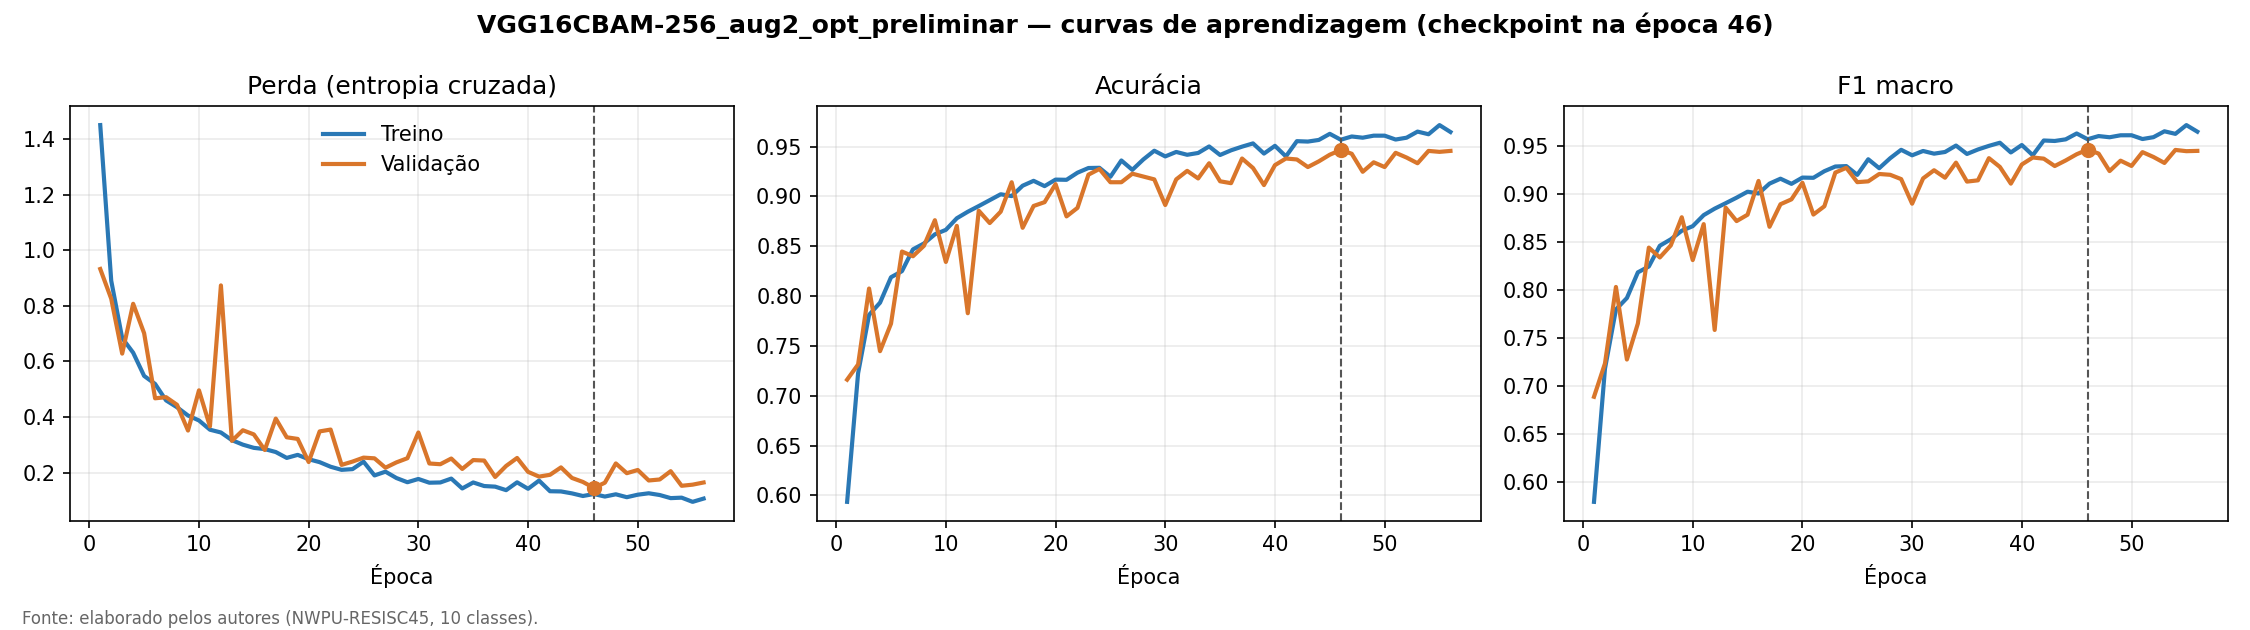 VGG16CBAM-256_aug2_opt_preliminar — curvas de aprendizagem (checkpoint na época 46)
Perda (entropia cruzada)
1.4
1.2
1.0
0.8
0.6
0.4
0.2
Treino
Validação
0 10 20 30 40 50
Época
Acurácia
0.95
0.90
0.85
0.80
0.75
0.70
0.65
0.60
0 10 20 30 40 50
Época
F1 macro
0.95
0.90
0.85
0.80
0.75
0.70
0.65
0.60
0 10 20 30 40 50
Época
Fonte: elaborado pelos autores (NWPU-RESISC45, 10 classes).